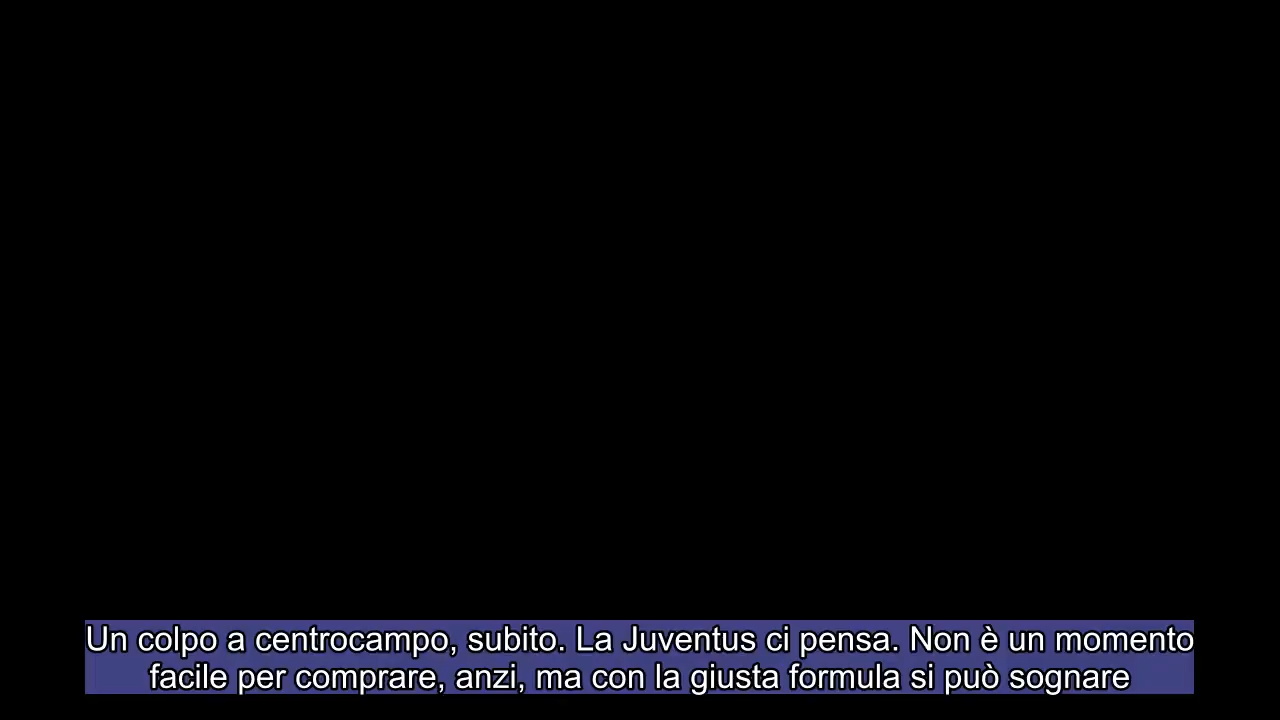 Un colpo a centrocampo, subito. La Juventus ci pensa. Non è un momento
facile per comprare, anzi, ma con la giusta formula si può sognare